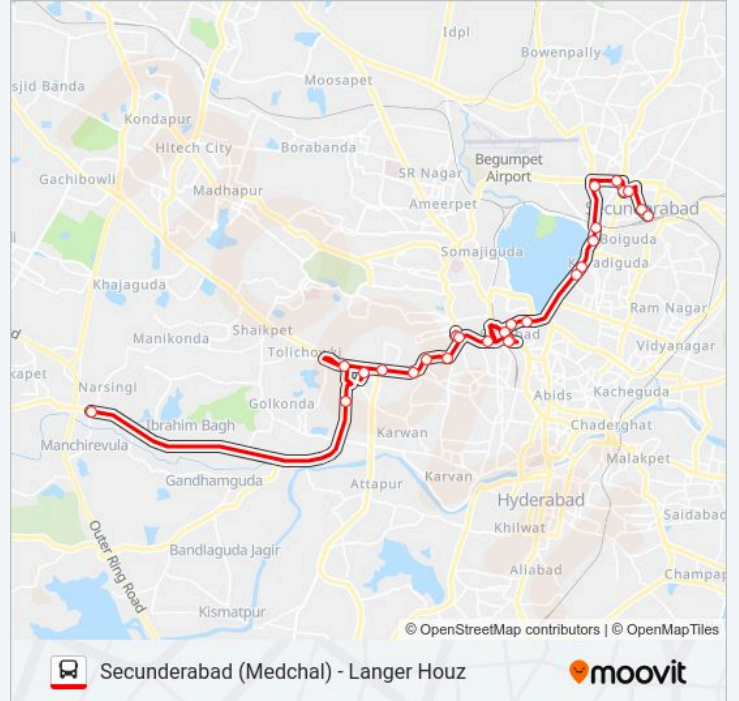 Idpl
Bowenpally
sjid Banda
Moosapet
Kondapur
Hitech City
Borabanda
Begumpet
Airport
Gachibowli
Madhapur
SR Nagar
Ameerpet
Secunderabad
Boiguda
Somajiguda
Khajaguda
Ram Nagar
Shaikpet
Manikonda
Tolichowki
Vidyanagar
kapet
Narsingi
Golkonda
Abids
Kacheguda
Ibrahim Bagh
Karwan
Chaderghat
Manchirevula
Malakpet
Gandhamguda
Attapur
Karvan
Hyderabad
Saidabad
Khilwat
Outer Ring Road
Bandlaguda Jagir
Aliabad
Champap
Kismatpur
© OpenStreetMap contributors | © OpenMapTiles
Secunderabad (Medchal) - Langer Houz
moovit